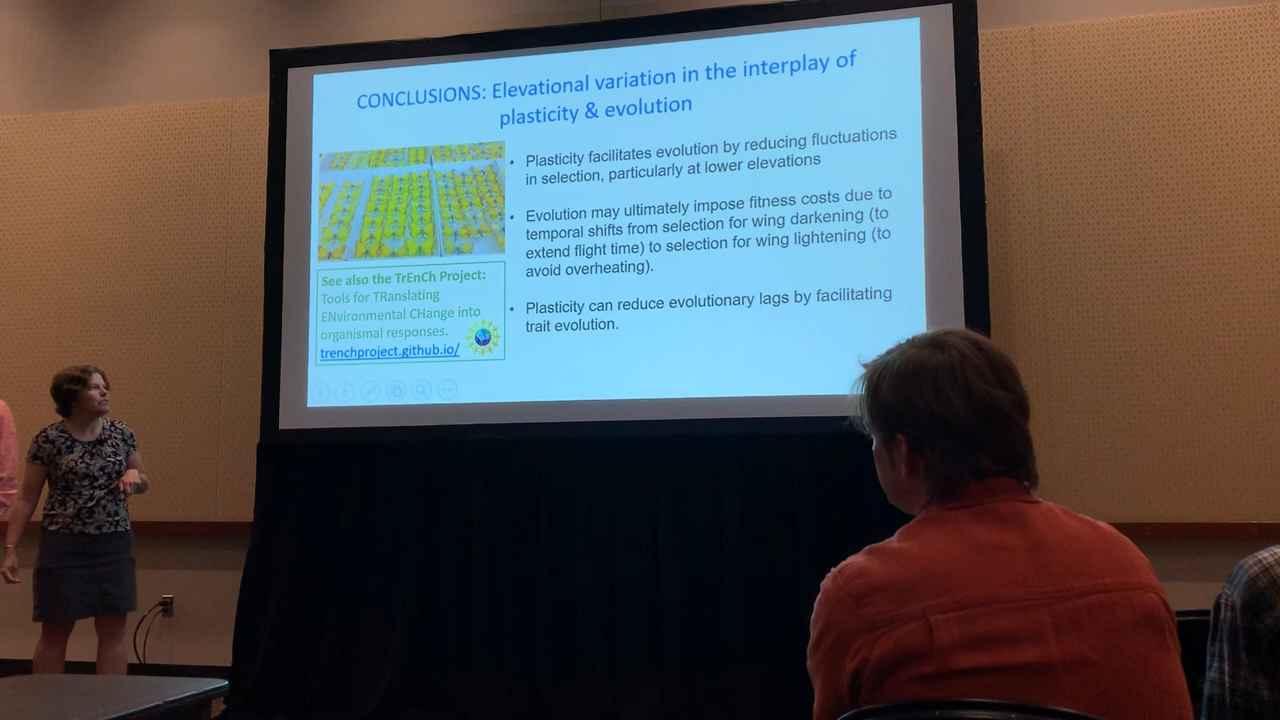 CONCLUSIONS: Elevational variation in the interplay of
plasticity & evolution
• Plasticity facilitates evolution by reducing fluctuations
in selection, particularly at lower elevations
• Evolution may ultimately impose fitness costs due to
temporal shifts from selection for wing darkening (to
extend flight time) to selection for wing lightening (to
avoid overheating).
• Plasticity can reduce evolutionary lags by facilitating
trait evolution.
See also the TrEnCh Project:
Tools for TRanslating
ENvironmental CHange into
organismal responses.
trenchproject.github.io/